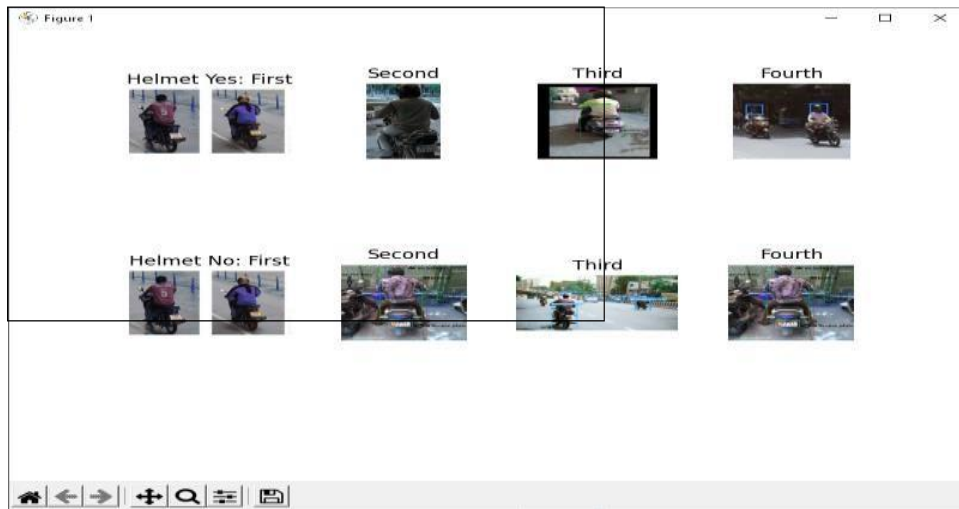 Figure 1
Helmet Yes: First
Second
Third
Fourth
Helmet No: First
Second
Third
Fourth